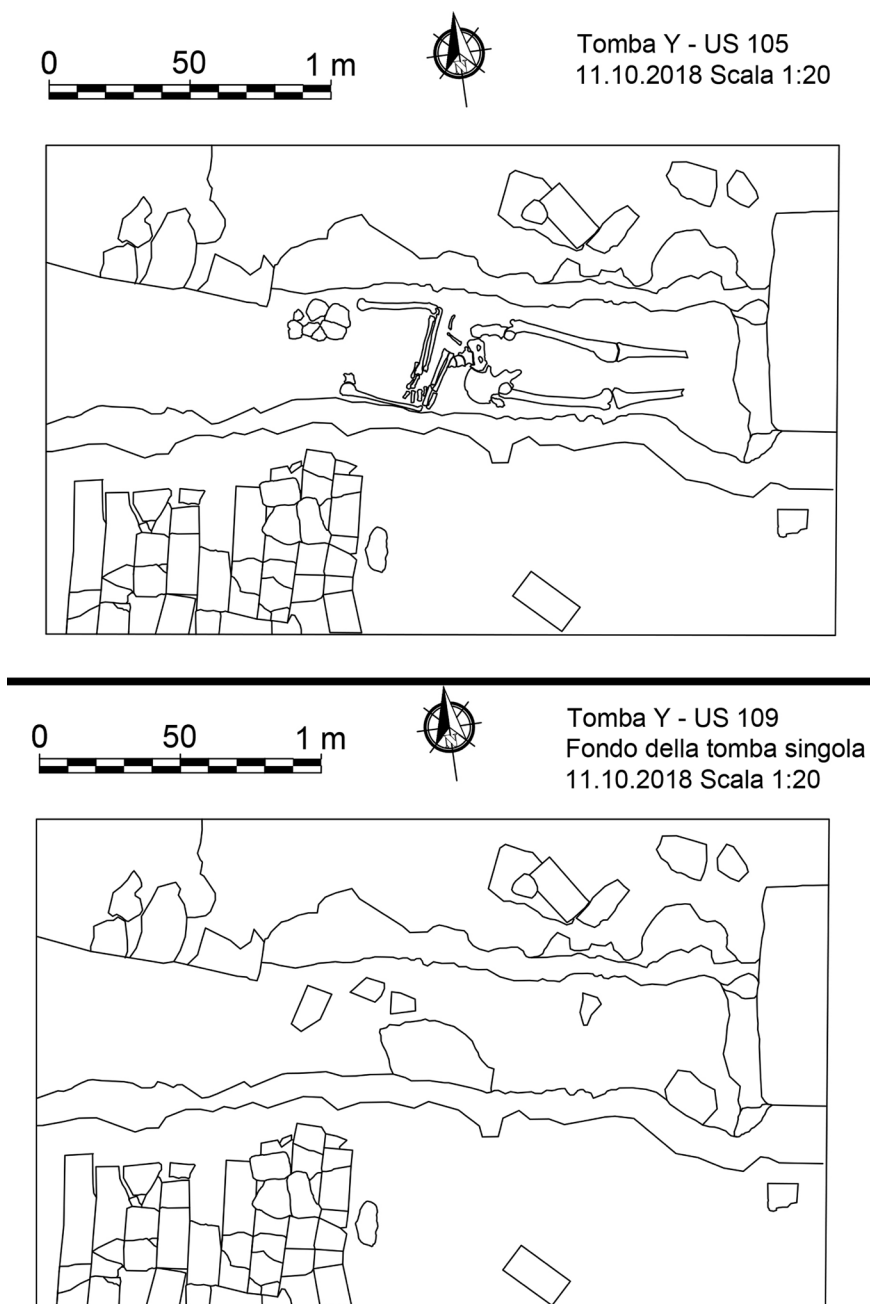 0 50 1 m
Tomba Y - US 105
11.10.2018 Scala 1:20
0 50 1 m
Tomba Y - US 109
Fondo della tomba singola
11.10.2018 Scala 1:20